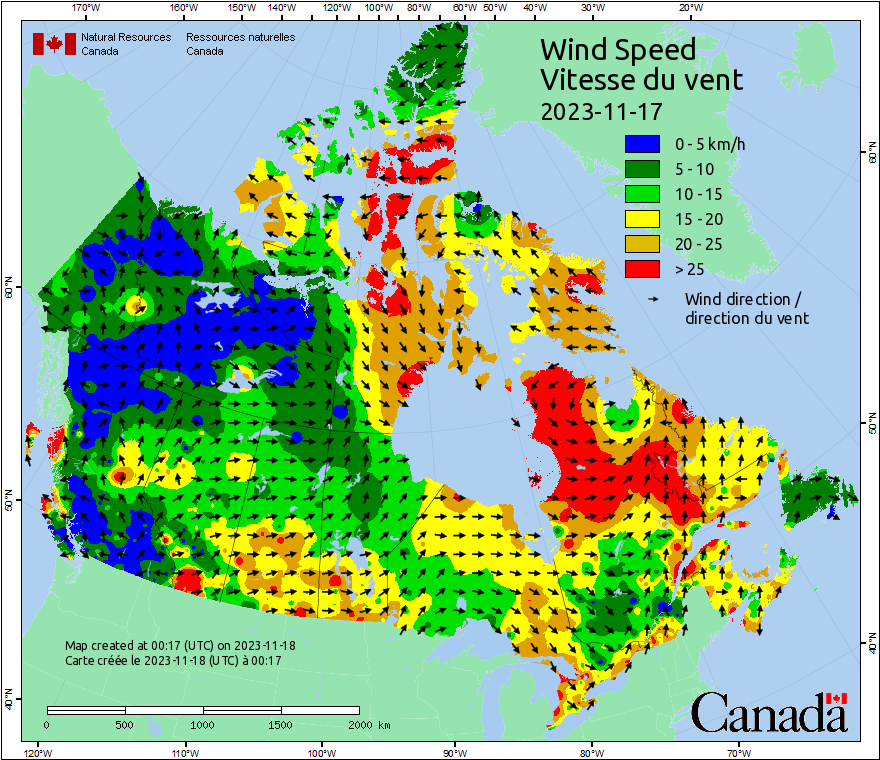 170°W 160°W 150°W 140°W 130°W 120°W 110°W 100°W 90°W 80°W 70°W 60°W 50°W 40°W 30°W 20°W
Natural Resources Canada
Ressources naturelles Canada
Wind Speed
Vitesse du vent
2023-11-17
0 - 5 km/h
5 - 10
10 - 15
15 - 20
20 - 25
> 25
Wind direction /
direction du vent
60°N
60°N
50°N
50°N
40°N
40°N
Map created at 00:17 (UTC) on 2023-11-18
Carte créée le 2023-11-18 (UTC) à 00:17
0 500 1000 1500 2000 km
Canada
120°W 110°W 100°W 90°W 80°W 70°W